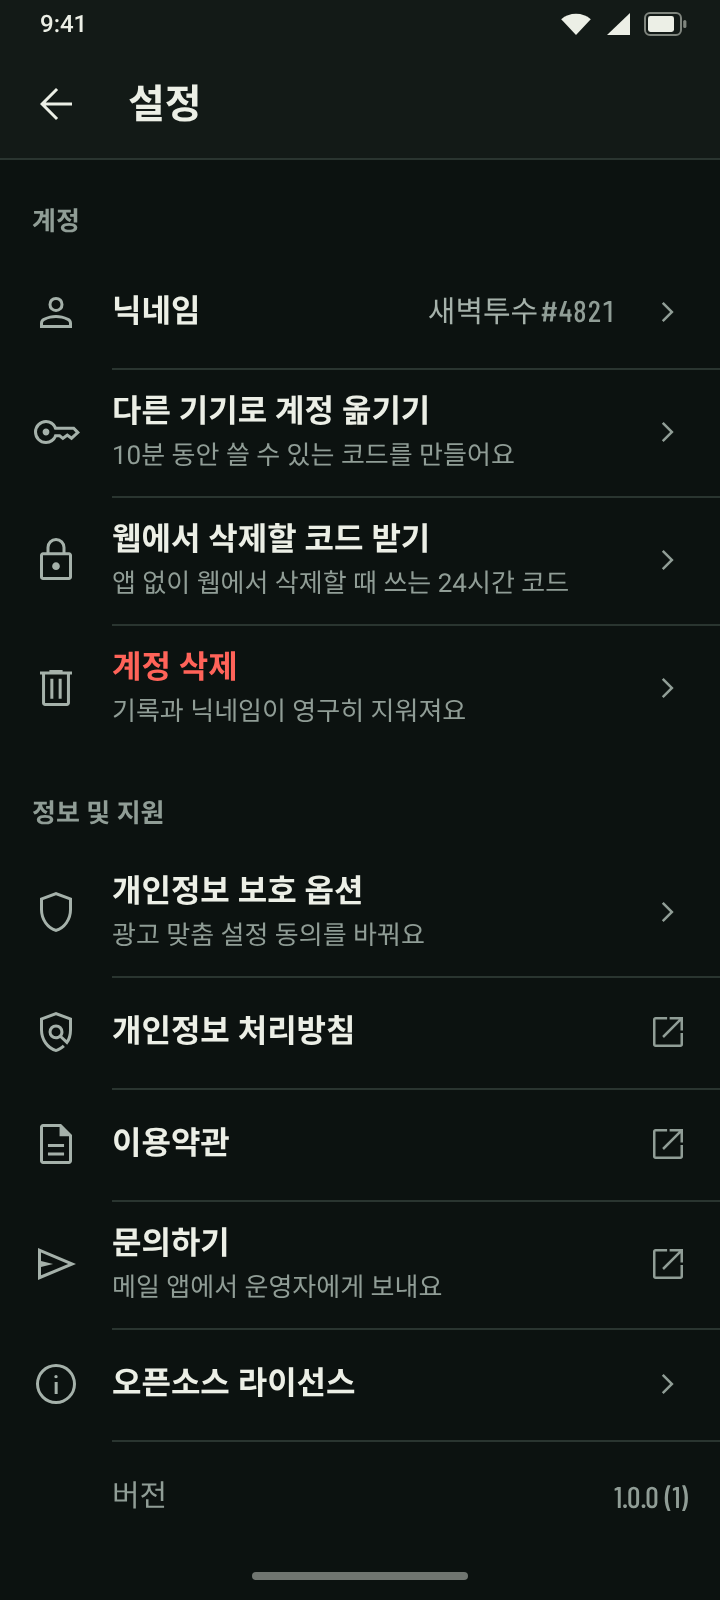 9:41
설정
계정
닉네임 새벽투수#4821
다른 기기로 계정 옮기기
10분 동안 쓸 수 있는 코드를 만들어요
웹에서 삭제할 코드 받기
앱 없이 웹에서 삭제할 때 쓰는 24시간 코드
계정 삭제
기록과 닉네임이 영구히 지워져요
정보 및 지원
개인정보 보호 옵션
광고 맞춤 설정 동의를 바꿔요
개인정보 처리방침
이용약관
문의하기
메일 앱에서 운영자에게 보내요
오픈소스 라이선스
버전 1.0.0 (1)